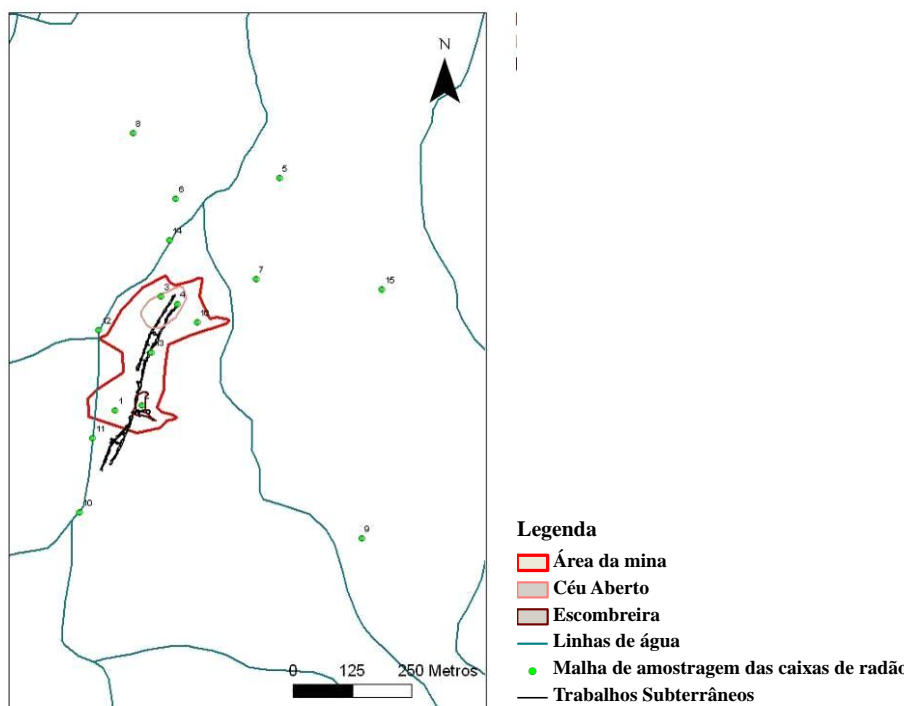 N
8
5
6
14
7
15
3
4
16
12
13
2
1
11
10
9
0 125 250 Metros
Legenda
Área da mina
Céu Aberto
Escombreira
Linhas de água
Malha de amostragem das caixas de radão
Trabalhos Subterrâneos